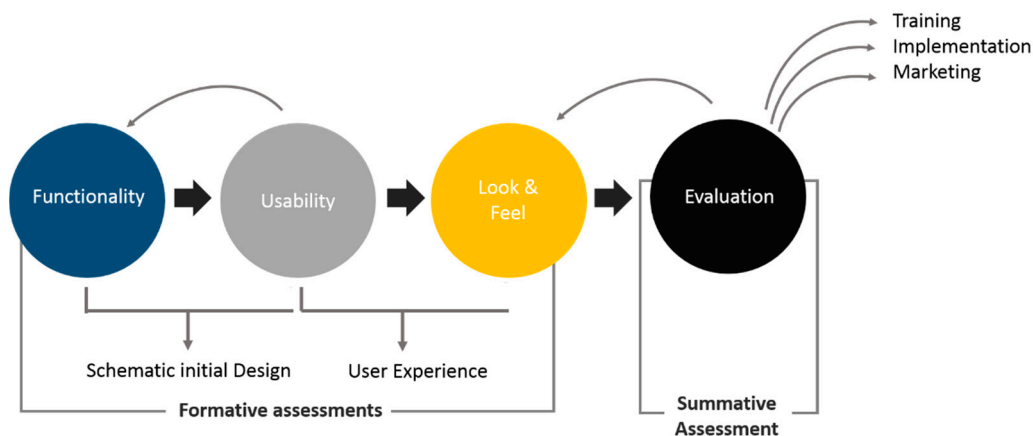 Training
Implementation
Marketing
Functionality
Usability
Look &
Feel
Evaluation
Schematic initial Design
User Experience
Formative assessments
Summative
Assessment